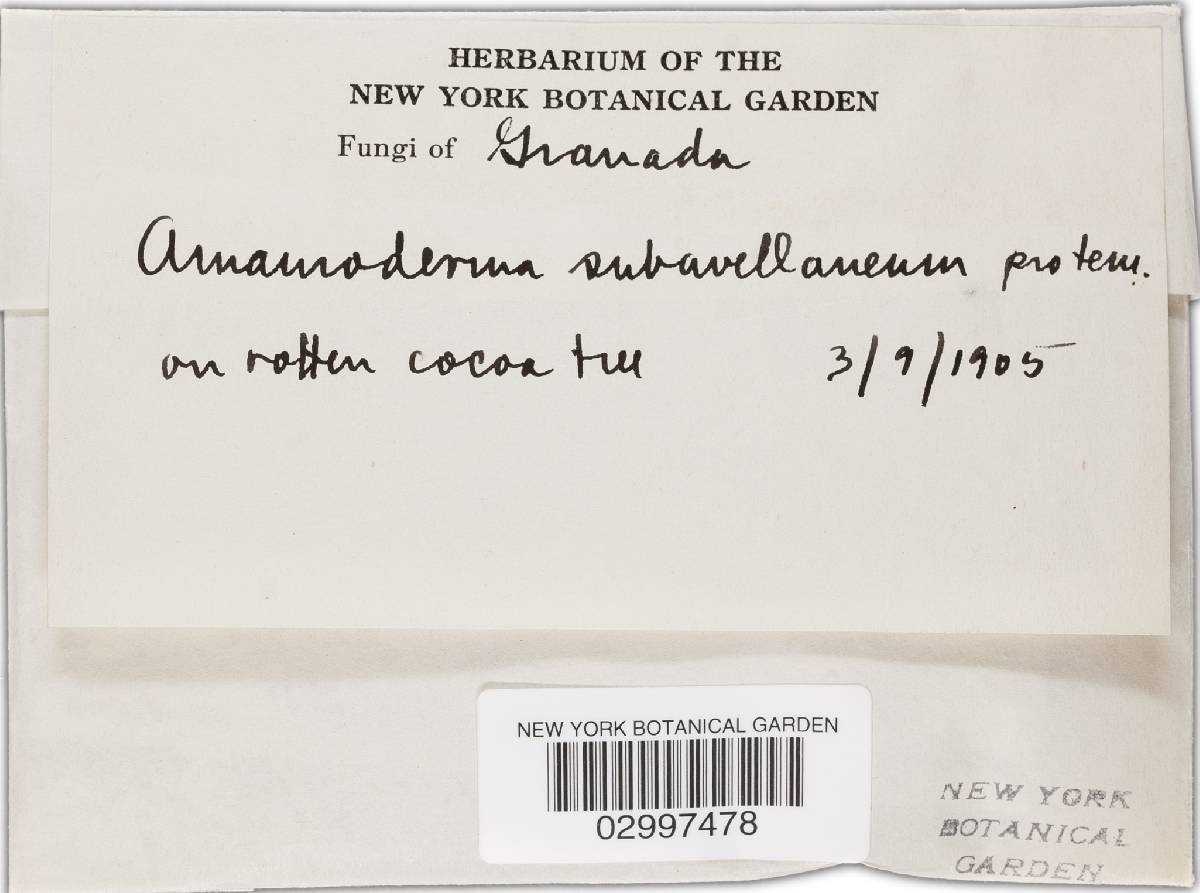 HERBARIUM OF THE
NEW YORK BOTANICAL GARDEN
Fungi of Granada
Amauroderma subavellaneum protem.
on rotten cocoa tree 3/9/1905
NEW YORK BOTANICAL GARDEN
02997478
NEW YORK
BOTANICAL
GARDEN